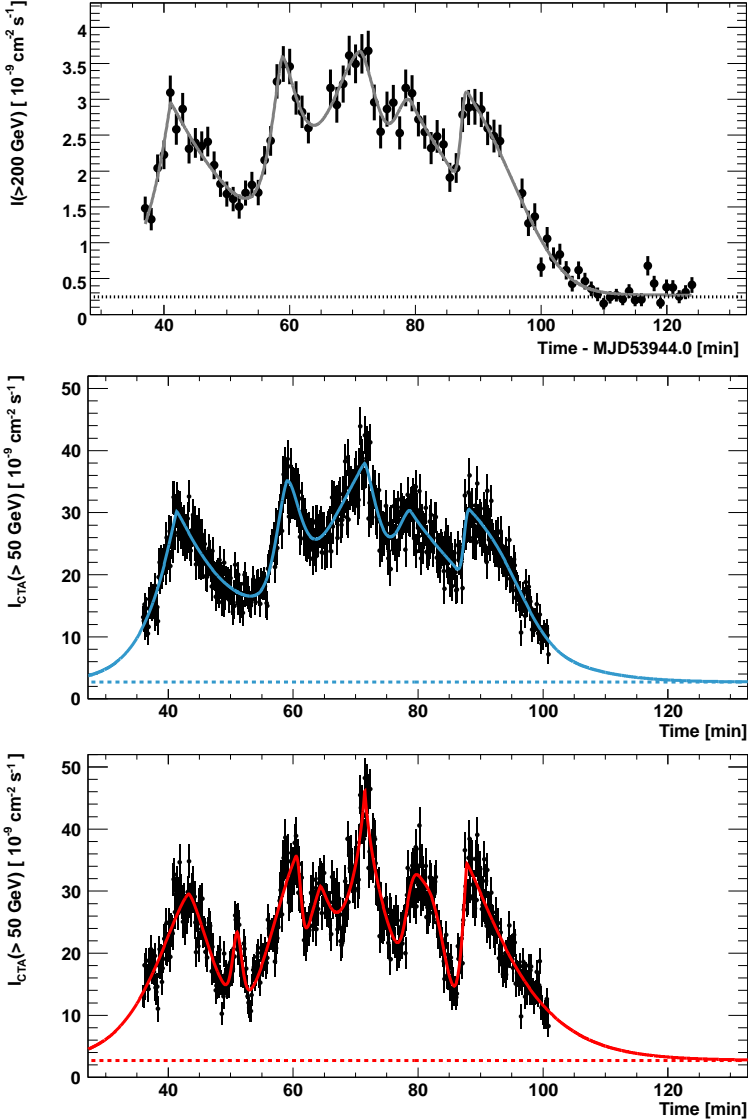 I(>200 GeV) [ 10⁻⁹ cm⁻² s⁻¹]
4
3.5
3
2.5
2
1.5
1
0.5
0
40 60 80 100 120
Time - MJD53944.0 [min]
I_CTA(> 50 GeV) [ 10⁻⁹ cm⁻² s⁻¹ ]
50
40
30
20
10
0
40 60 80 100 120
Time [min]
I_CTA(> 50 GeV) [ 10⁻⁹ cm⁻² s⁻¹ ]
50
40
30
20
10
0
40 60 80 100 120
Time [min]